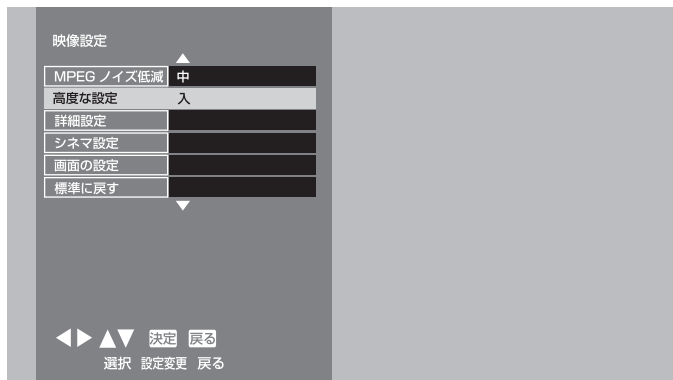 映像設定
MPEG ノイズ低減 中
高度な設定 入
詳細設定
シネマ設定
画面の設定
標準に戻す
決定 戻る
選択 設定変更 戻る